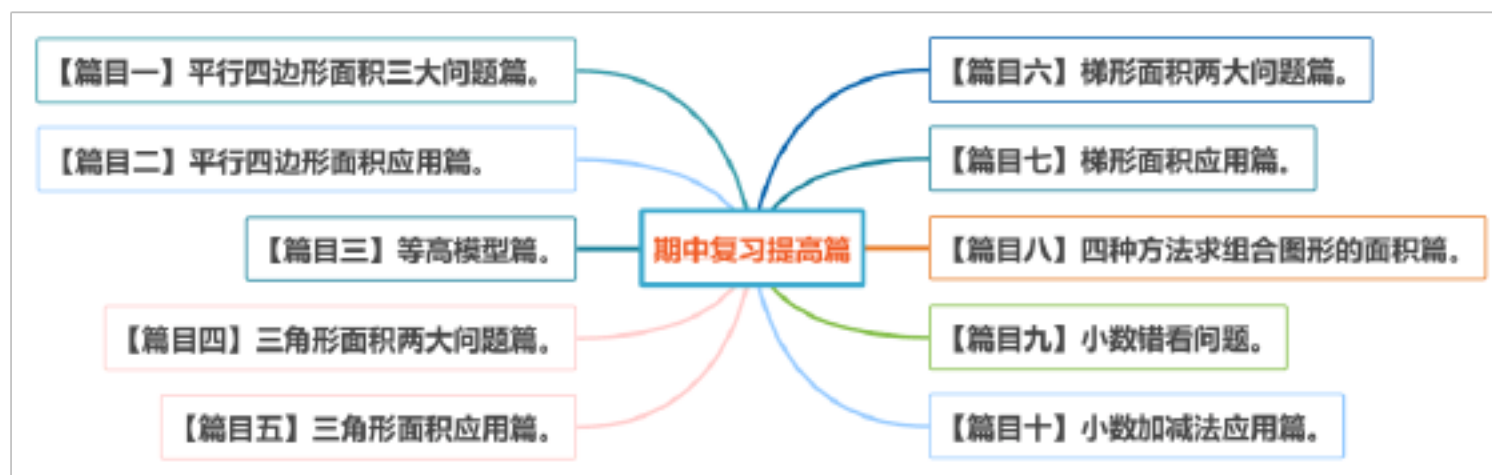 【篇目一】平行四边形面积三大问题篇。
【篇目二】平行四边形面积应用篇。
【篇目三】等高模型篇。
【篇目四】三角形面积两大问题篇。
【篇目五】三角形面积应用篇。
期中复习提高篇
【篇目六】梯形面积两大问题篇。
【篇目七】梯形面积应用篇。
【篇目八】四种方法求组合图形的面积篇。
【篇目九】小数错看问题。
【篇目十】小数加减法应用篇。